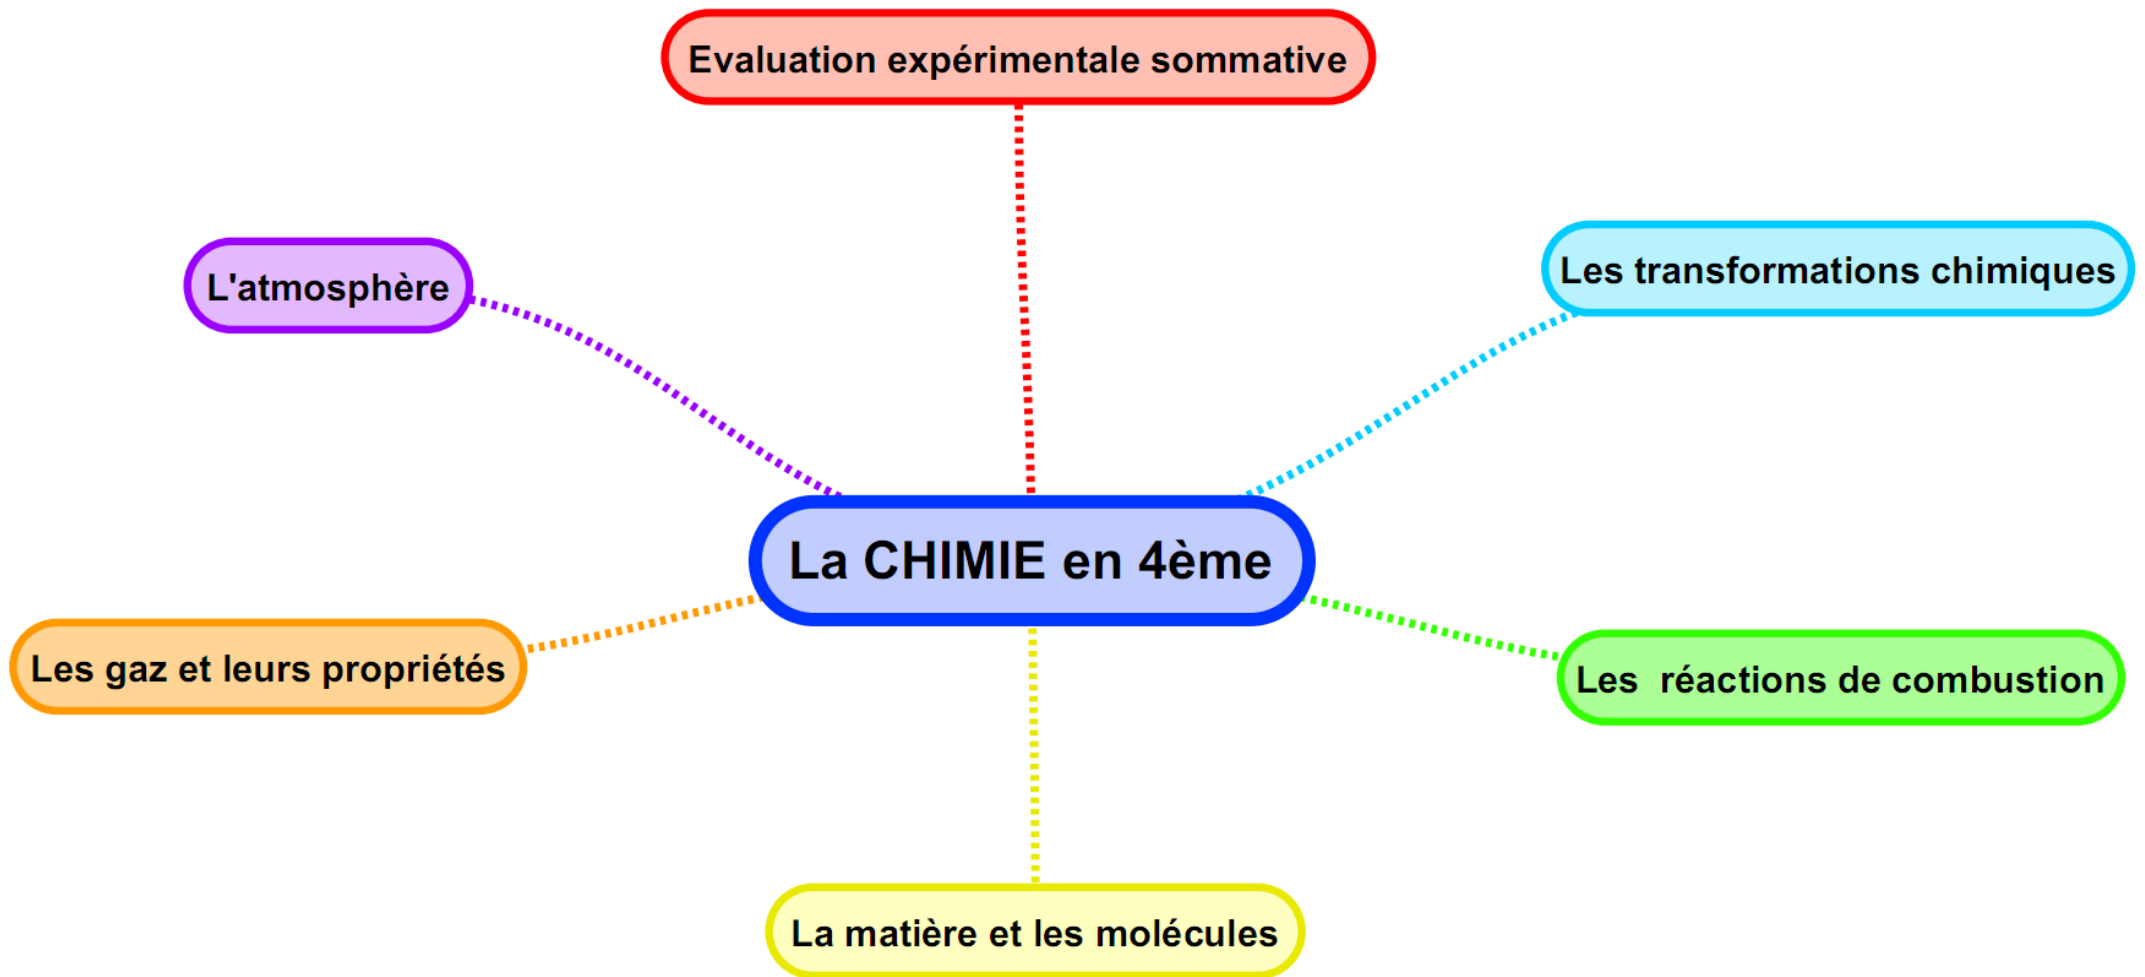 Evaluation expérimentale sommative
L'atmosphère
Les transformations chimiques
La CHIMIE en 4ème
Les gaz et leurs propriétés
Les  réactions de combustion
La matière et les molécules